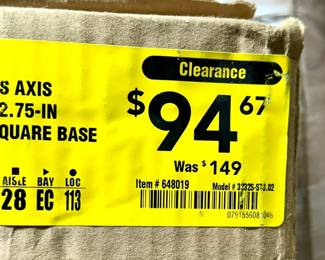 Clearance
S AXIS
2.75-IN
QUARE BASE
$94.67
Was $149
Item # 648019
AISLE BAY LOC
28 EC 113
N